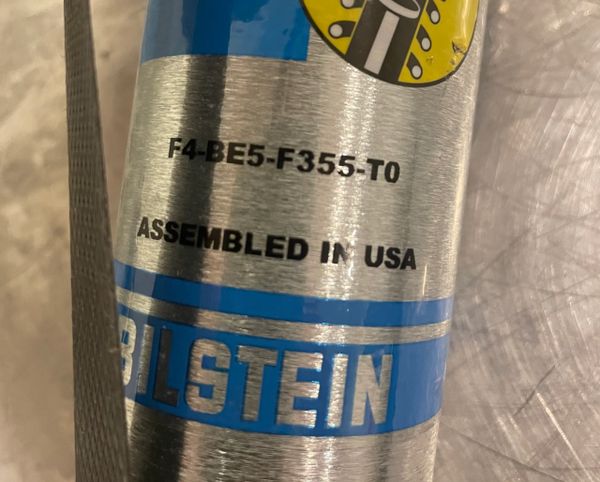 F4-BE5-F355-T0
ASSEMBLED IN USA
BILSTEIN